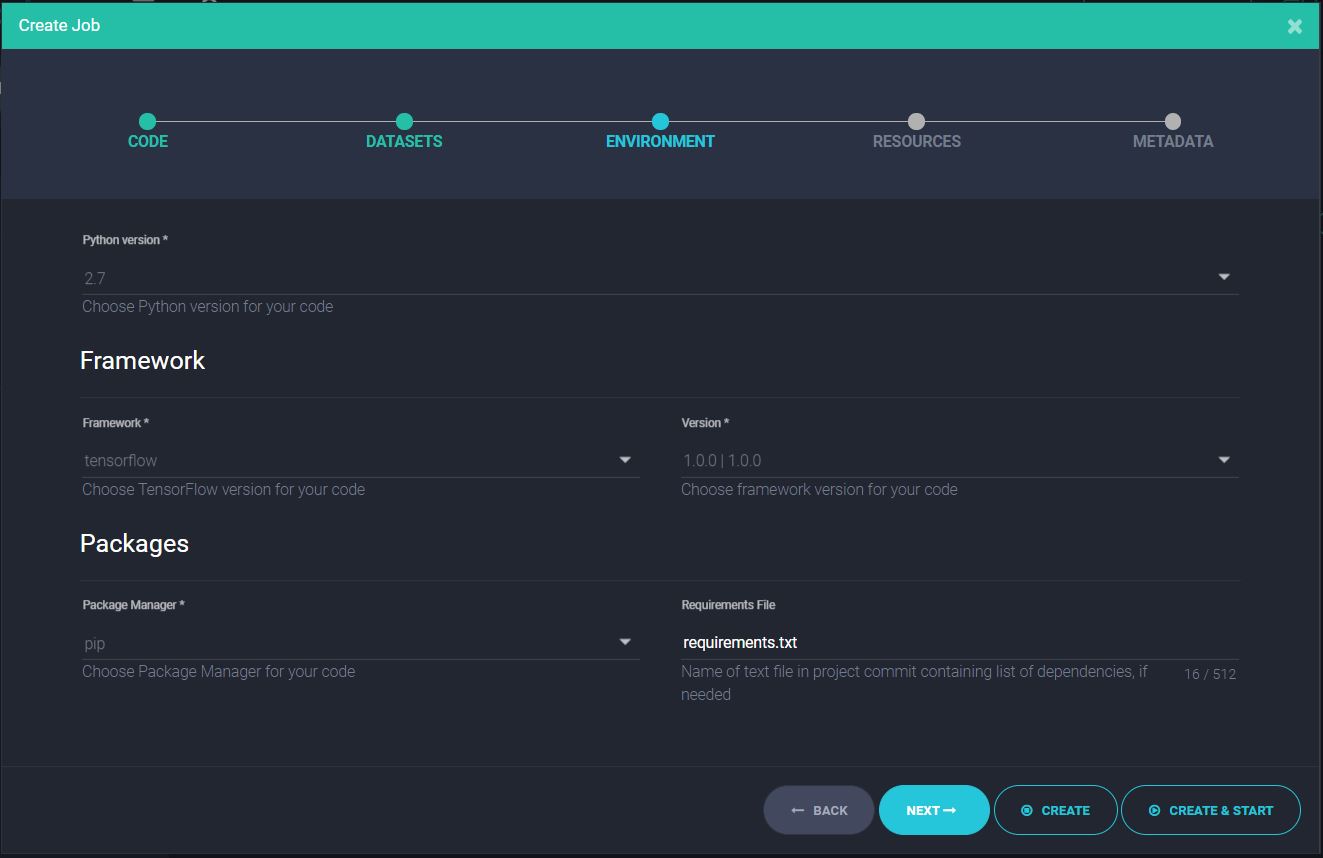 Create Job
CODE
DATASETS
ENVIRONMENT
RESOURCES
METADATA
Python version *
2.7
Choose Python version for your code
Framework
Framework *
Version *
tensorflow
1.0.0 | 1.0.0
Choose TensorFlow version for your code
Choose framework version for your code
Packages
Package Manager *
Requirements File
pip
requirements.txt
Choose Package Manager for your code
Name of text file in project commit containing list of dependencies, if
needed
16 / 512
BACK
NEXT
CREATE
CREATE & START